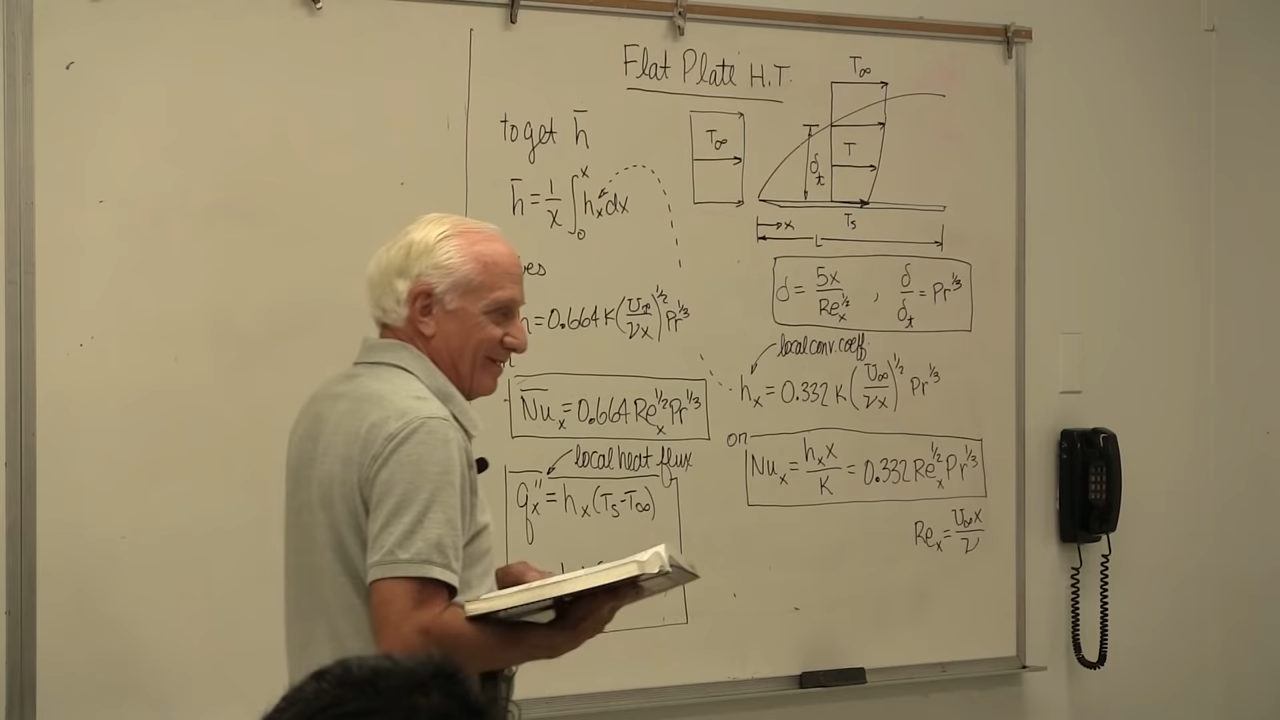 Flat Plate H.T.
to get h̅
h̅ = 1/x ∫₀ˣ hₓ dx
= 0.664 K (U∞/νx)^½ Pr^⅓
N̅u̅ₓ = 0.664 Reₓ^½ Pr^⅓
local heat flux
qₓ'' = hₓ (Tₛ - T∞)
T∞
T∞
T
δₜ
Tₛ
x
L
δ = 5x/Reₓ^½ , δ/δₜ = Pr^⅓
local conv. coeff.
hₓ = 0.332 K (U∞/νx)^½ Pr^⅓
or
Nuₓ = hₓx/K = 0.332 Reₓ^½ Pr^⅓
Reₓ = U∞x/ν